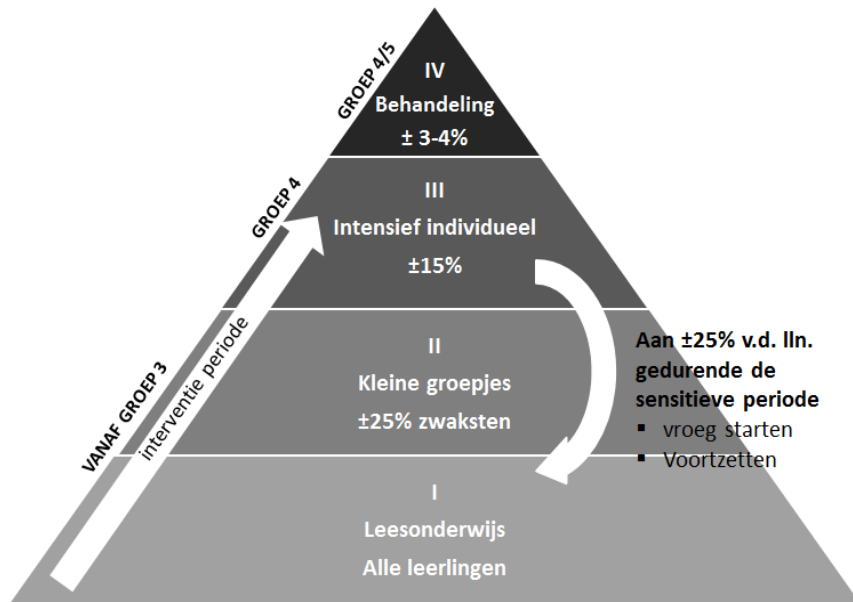 IV
Behandeling
± 3-4%
GROEP 4/5
III
Intensief individueel
±15%
GROEP 4
II
Kleine groepjes
±25% zwaksten
VANAF GROEP 3
interventie periode
Aan ±25% v.d. lln.
gedurende de
sensitieve periode
▪ vroeg starten
▪ Voortzetten
I
Leesonderwijs
Alle leerlingen